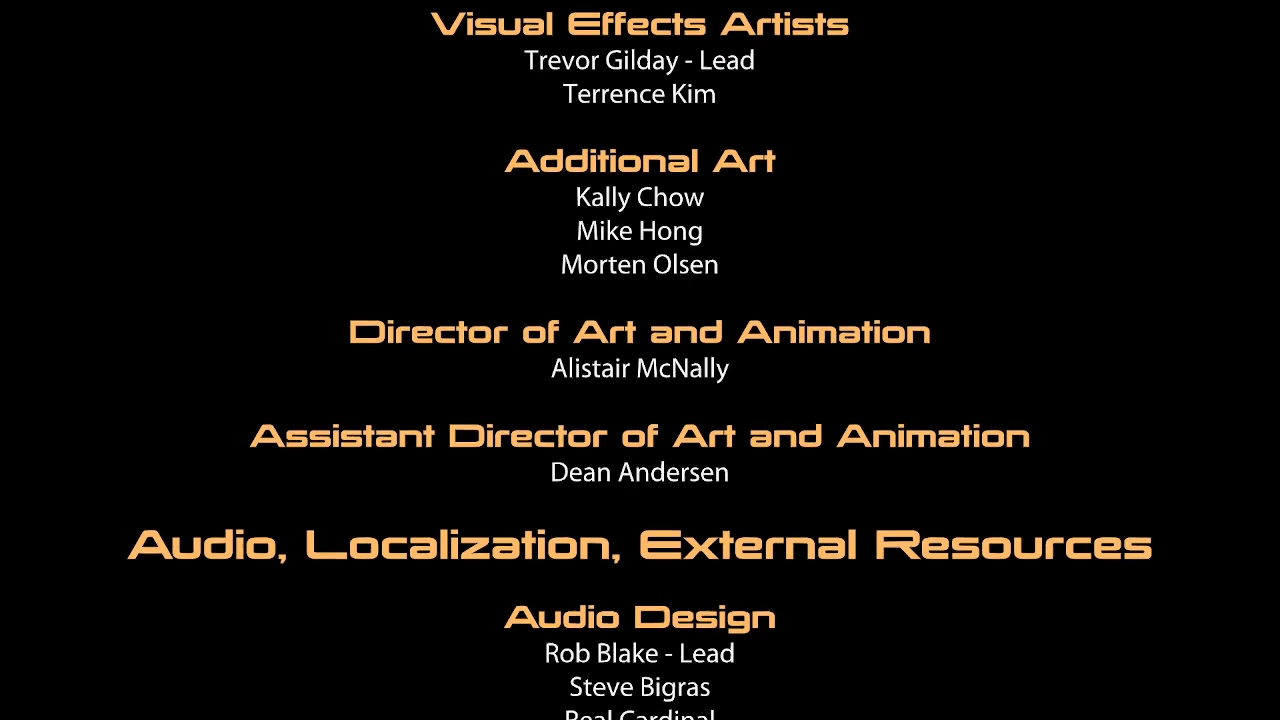 Visual Effects Artists
Trevor Gilday - Lead
Terrence Kim
Additional Art
Kally Chow
Mike Hong
Morten Olsen
Director of Art and Animation
Alistair McNally
Assistant Director of Art and Animation
Dean Andersen
Audio, Localization, External Resources
Audio Design
Rob Blake - Lead
Steve Bigras
Real Cardinal